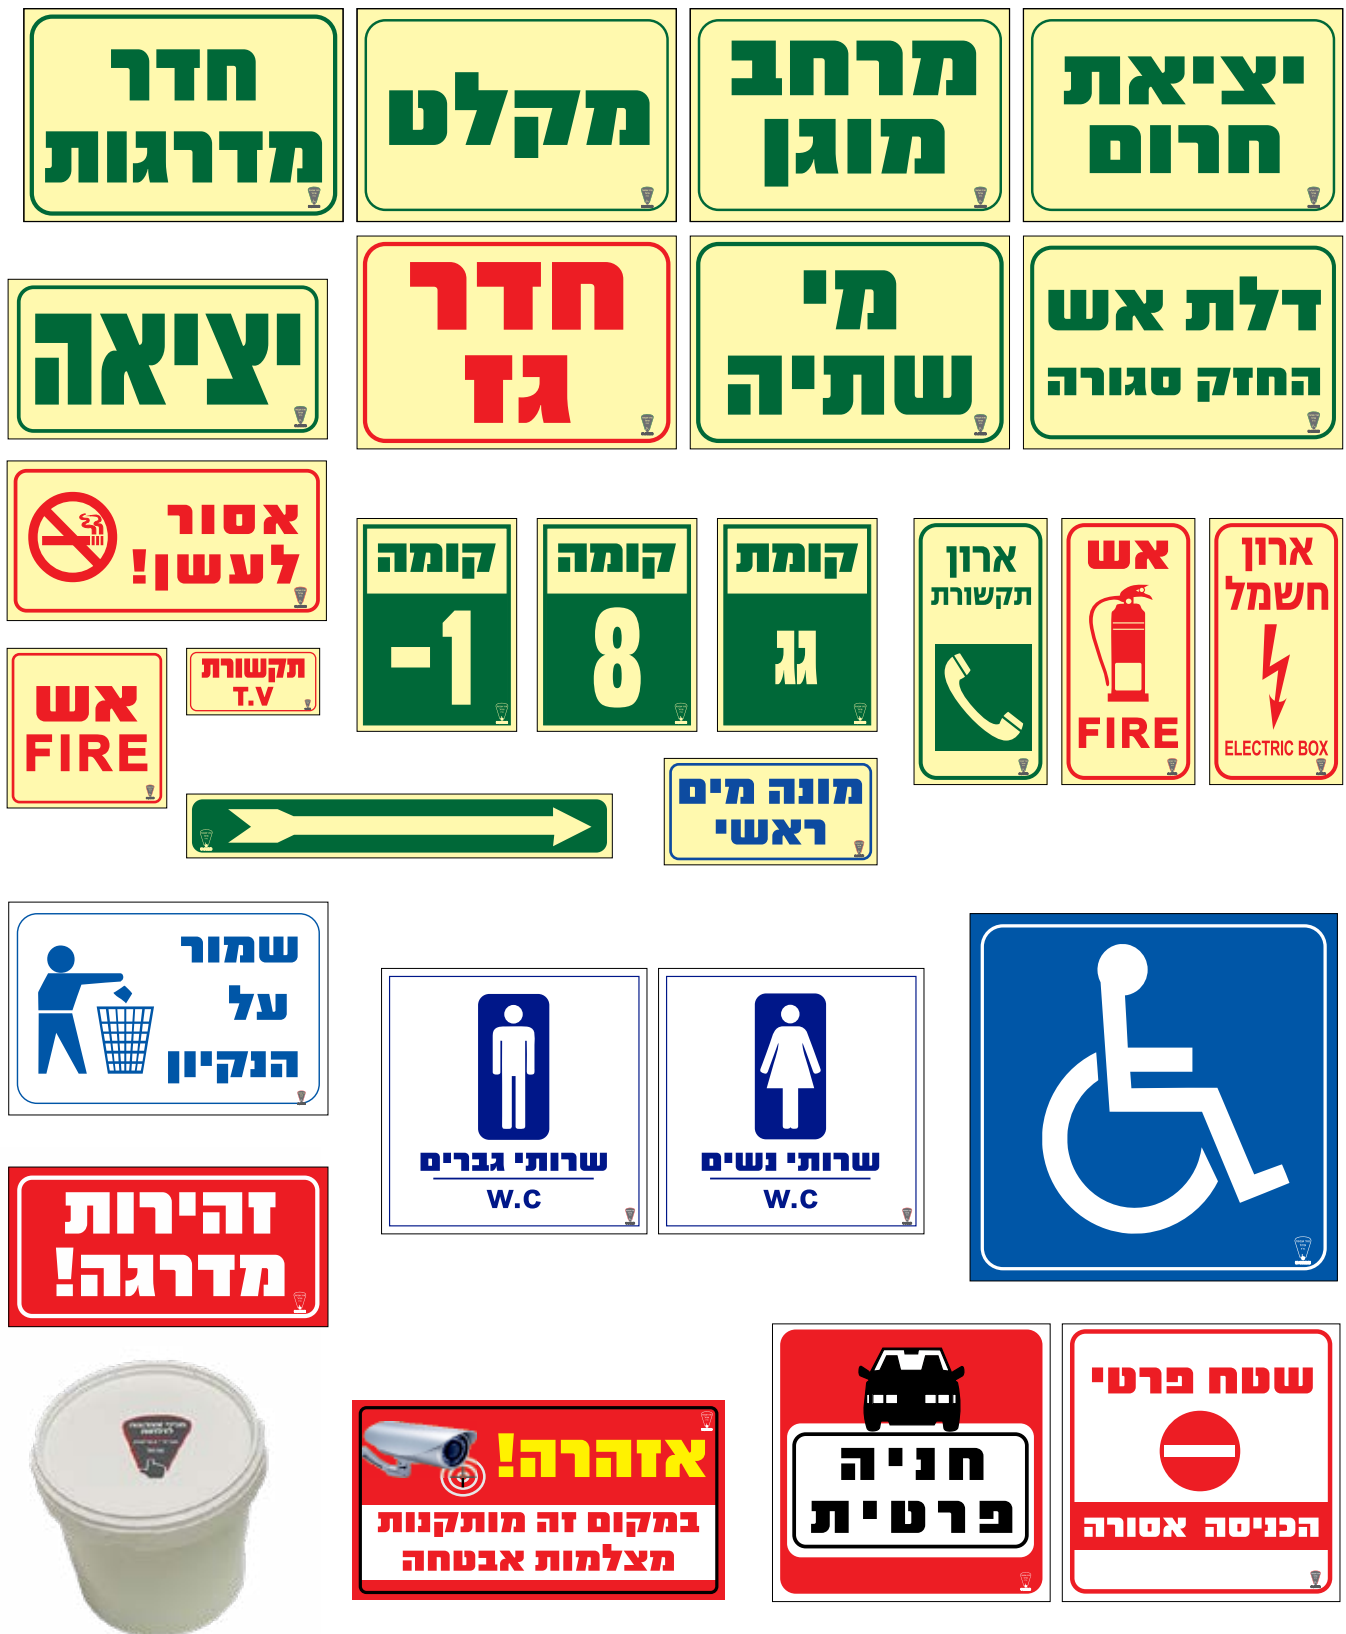 חדר
מדרגות
מקלט
מרחב
מוגן
יציאת
חרום
יציאה
חדר
גז
מי
שתיה
דלת אש
החזק סגורה
אסור
לעשן!
קומה
-1
קומה
8
קומת
גג
ארון
תקשורת
אש
FIRE
ארון
חשמל
ELECTRIC BOX
אש
FIRE
תקשורת
T.V
מונה מים
ראשי
שמור
על
הנקיון
שרותי גברים
W.C
שרותי נשים
W.C
זהירות
מדרגה!
אזהרה!
במקום זה מותקנות
מצלמות אבטחה
חניה
פרטית
שטח פרטי
הכניסה אסורה